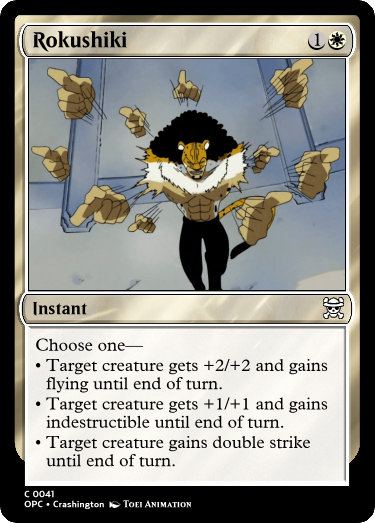 Rokushiki 1
Instant
Choose one—
• Target creature gets +2/+2 and gains
flying until end of turn.
• Target creature gets +1/+1 and gains
indestructible until end of turn.
• Target creature gains double strike
until end of turn.
C 0041
OPC • Crashington TOEI ANIMATION